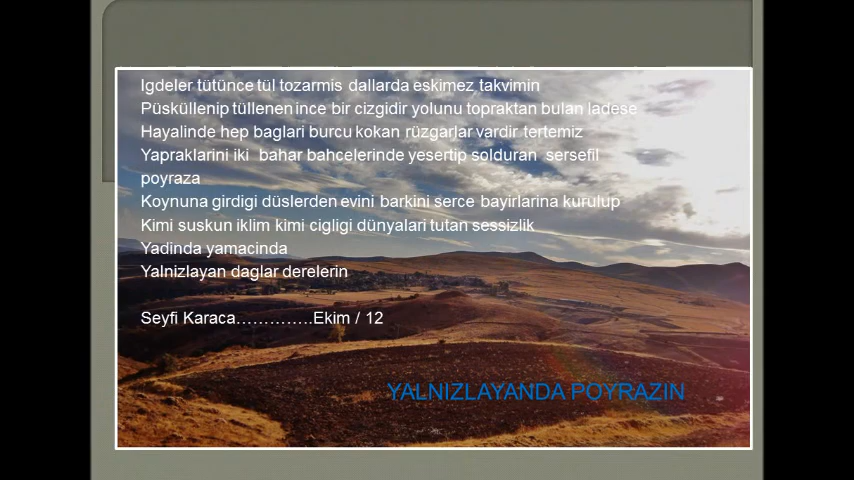 Igdeler tütünce tül tozarmis dallarda eskimez takvimin
Püsküllenip tüllenen ince bir cizgidir yolunu topraktan bulan ladese
Hayalinde hep baglari burcu kokan rüzgarlar vardir tertemiz
Yapraklarini iki bahar bahcelerinde yesertip solduran sersefil
poyraza
Koynuna girdigi düslerden evini barkini serce bayirlarina kurulup
Kimi suskun iklim kimi cigligi dünyalari tutan sessizlik
Yadinda yamacinda
Yalnizlayan daglar derelerin
Seyfi Karaca…………..Ekim / 12
YALNIZLAYANDA POYRAZIN